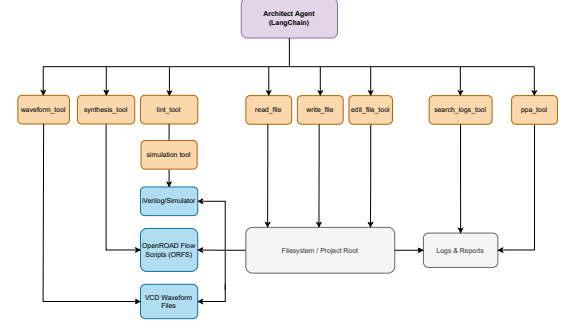 Architect Agent
(LangChain)
waveform_tool
synthesis_tool
lint_tool
read_file
write_file
edit_file_tool
search_logs_tool
ppa_tool
simulation tool
iVerilog/Simulator
OpenROAD Flow
Scripts (ORFS)
Filesystem / Project Root
Logs & Reports
VCD Waveform
Files